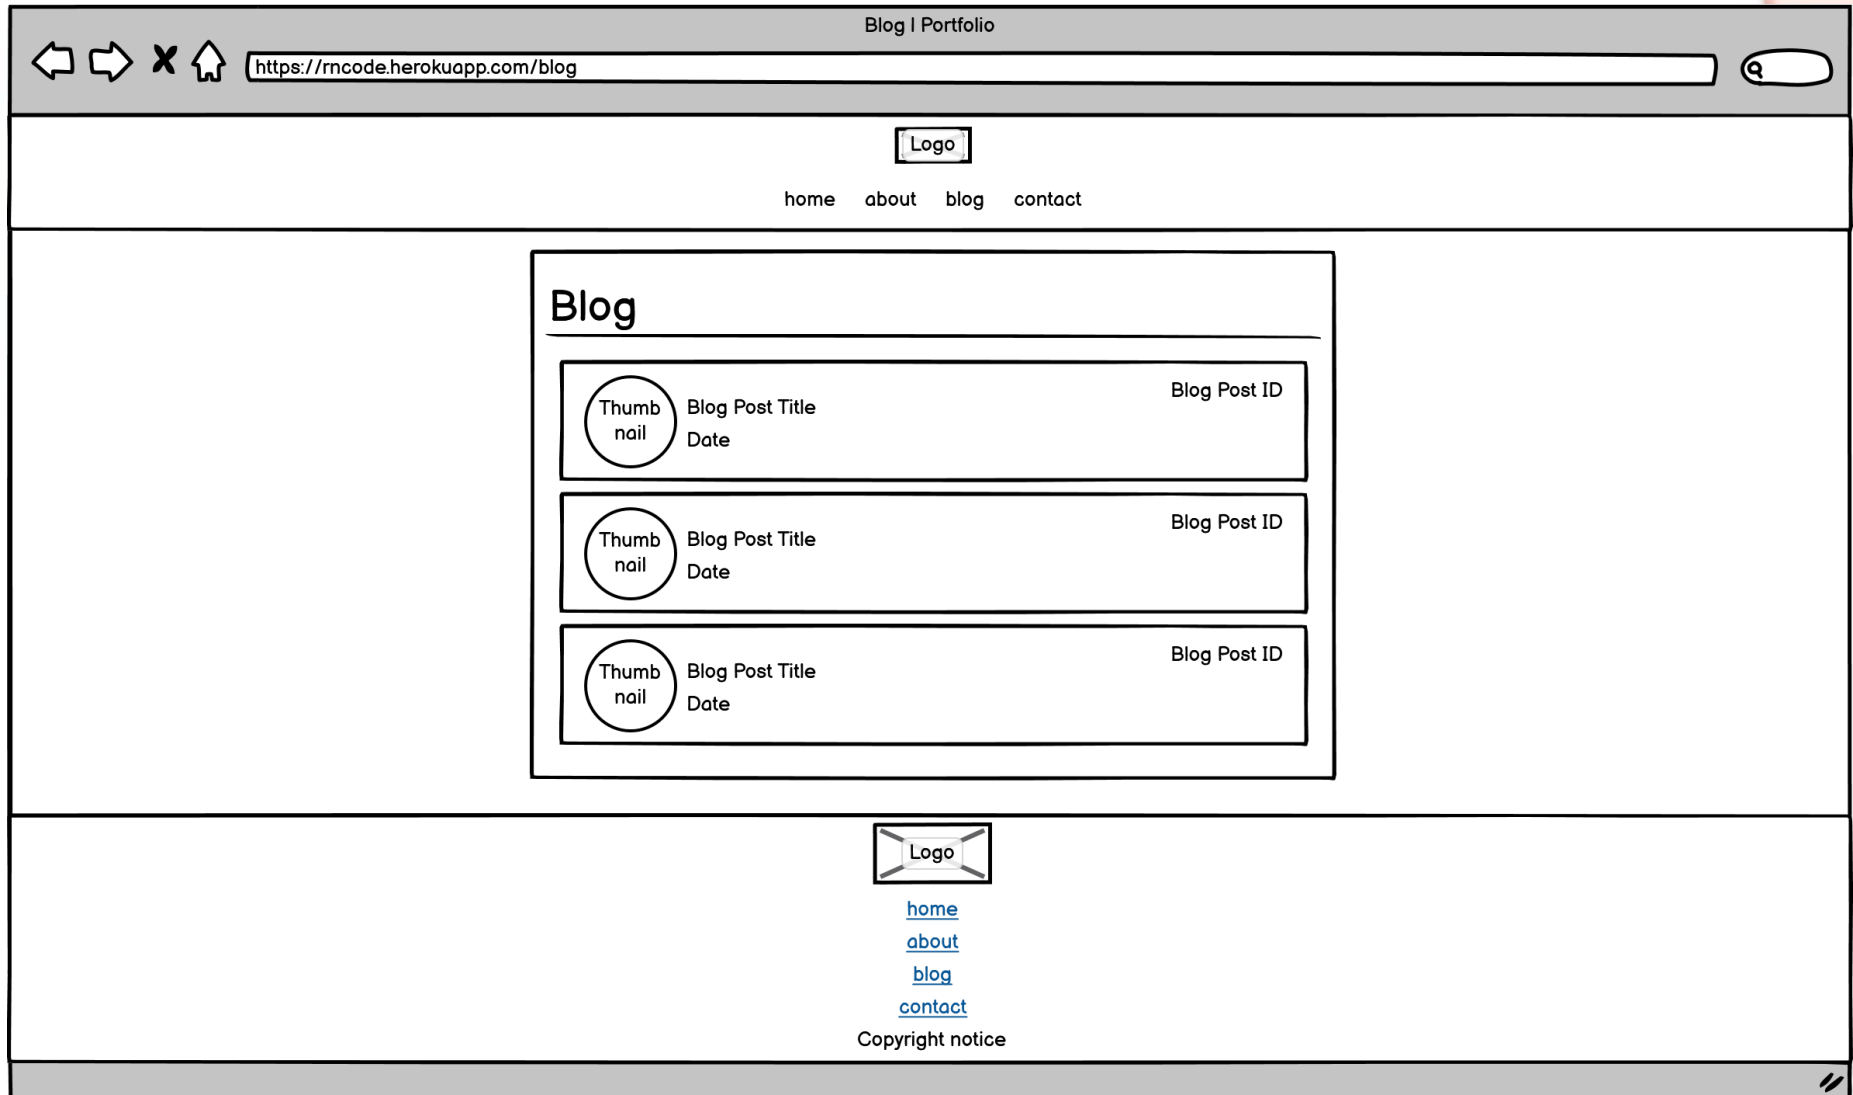 Blog | Portfolio
https://rncode.herokuapp.com/blog
Logo
home about blog contact
Blog
Thumb
nail
Blog Post Title
Date
Blog Post ID
Thumb
nail
Blog Post Title
Date
Blog Post ID
Thumb
nail
Blog Post Title
Date
Blog Post ID
Logo
home
about
blog
contact
Copyright notice